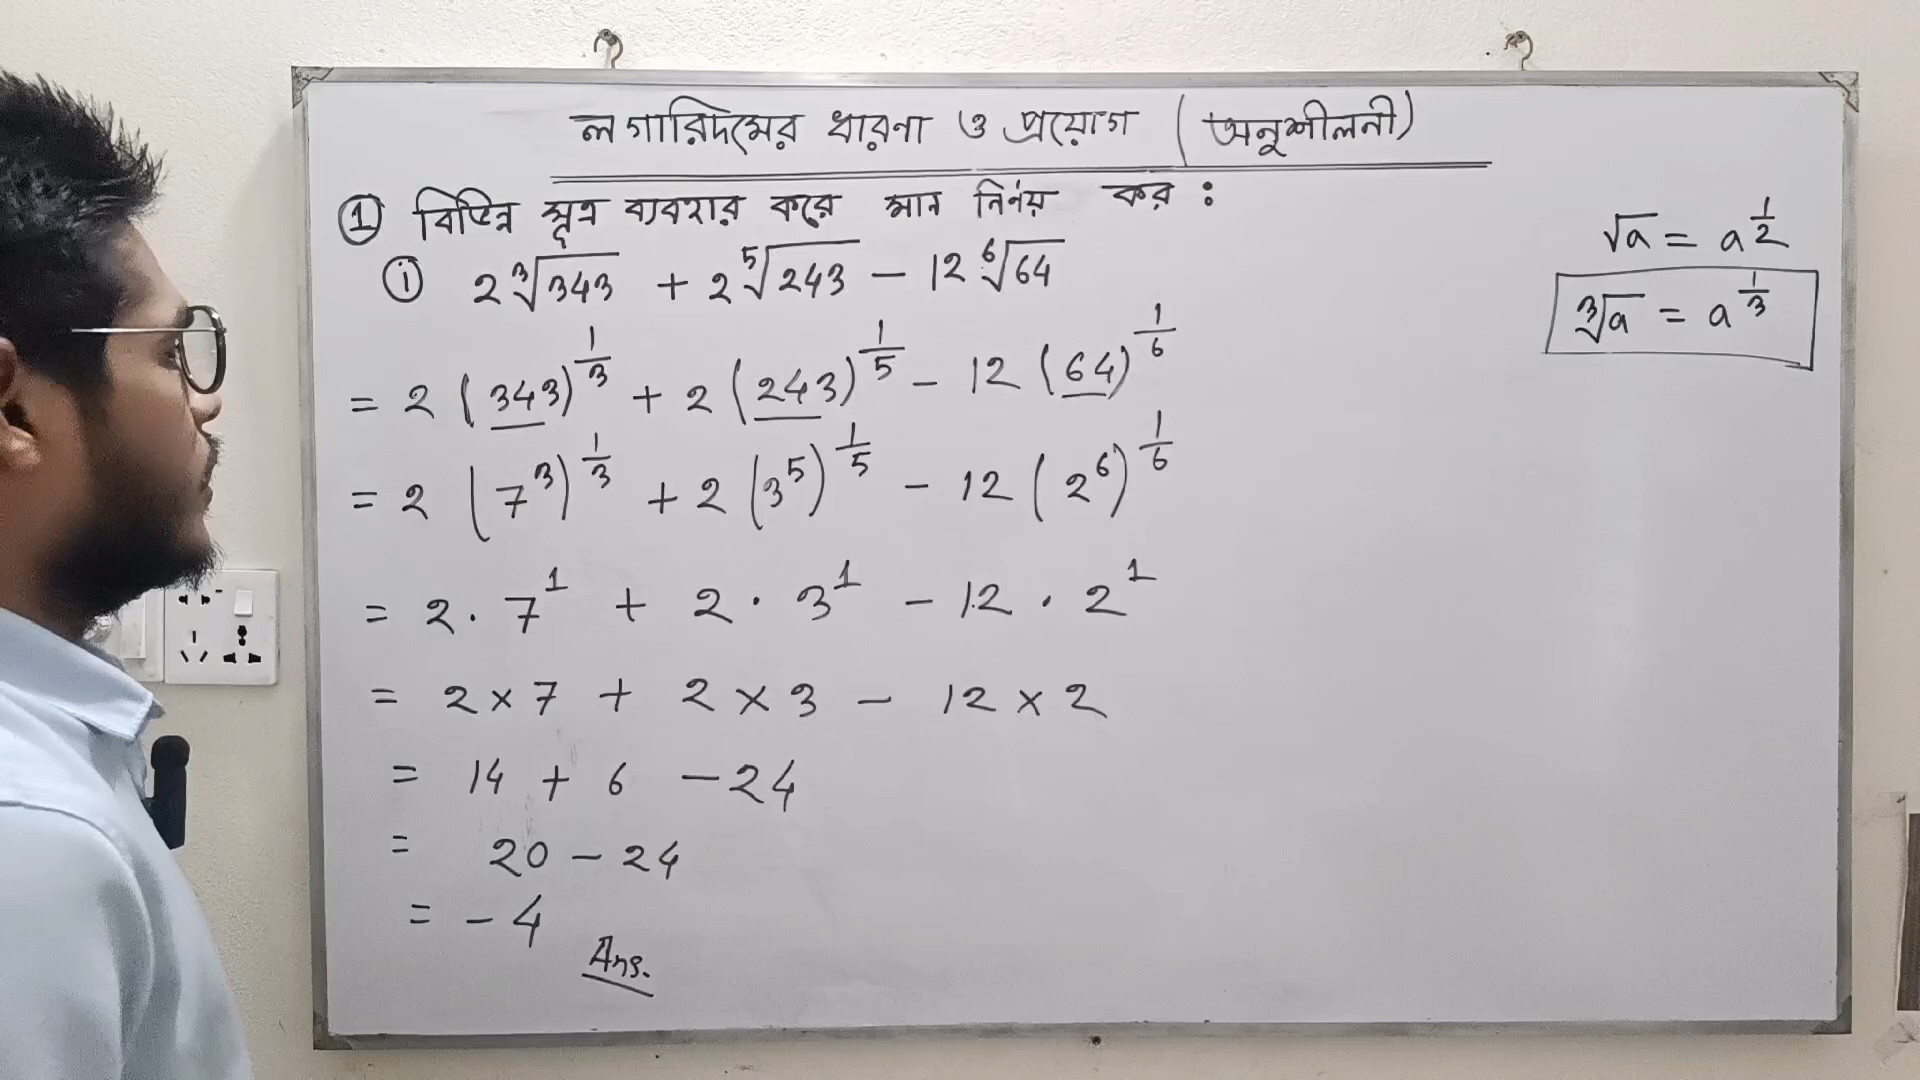 লগারিদমের ধারণা ও প্রয়োগ (অনুশীলনী)
① বিভিন্ন সূত্র ব্যবহার করে মান নির্নয় কর :
ⓘ 2∛343 + 2⁵√243 − 12⁶√64
= 2(343)^(1/3) + 2(243)^(1/5) − 12(64)^(1/6)
= 2(7³)^(1/3) + 2(3⁵)^(1/5) − 12(2⁶)^(1/6)
= 2 · 7¹ + 2 · 3¹ − 12 · 2¹
= 2 × 7 + 2 × 3 − 12 × 2
= 14 + 6 − 24
= 20 − 24
= − 4
Ans.
√a = a^(1/2)
∛a = a^(1/3)